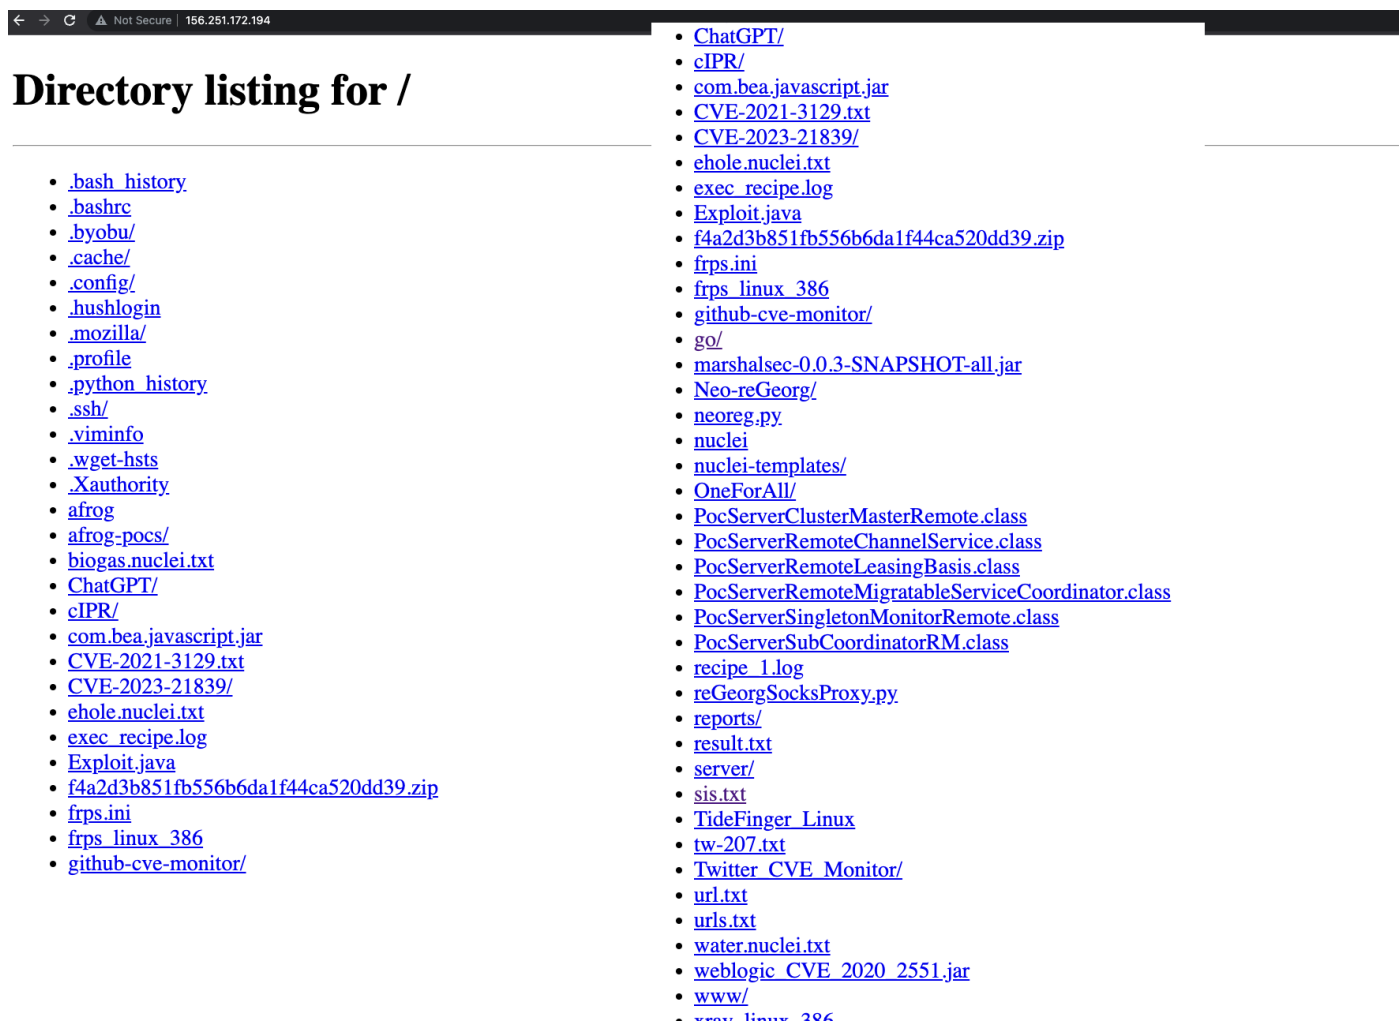 Not Secure | 156.251.172.194
Directory listing for /
.bash_history
.bashrc
.byobu/
.cache/
.config/
.hushlogin
.mozilla/
.profile
.python_history
.ssh/
.viminfo
.wget-hsts
.Xauthority
afrog
afrog-pocs/
biogas.nuclei.txt
ChatGPT/
cIPR/
com.bea.javascript.jar
CVE-2021-3129.txt
CVE-2023-21839/
ehole.nuclei.txt
exec_recipe.log
Exploit.java
f4a2d3b851fb556b6da1f44ca520dd39.zip
frps.ini
frps_linux_386
github-cve-monitor/
ChatGPT/
cIPR/
com.bea.javascript.jar
CVE-2021-3129.txt
CVE-2023-21839/
ehole.nuclei.txt
exec_recipe.log
Exploit.java
f4a2d3b851fb556b6da1f44ca520dd39.zip
frps.ini
frps_linux_386
github-cve-monitor/
go/
marshalsec-0.0.3-SNAPSHOT-all.jar
Neo-reGeorg/
neoreg.py
nuclei
nuclei-templates/
OneForAll/
PocServerClusterMasterRemote.class
PocServerRemoteChannelService.class
PocServerRemoteLeasingBasis.class
PocServerRemoteMigratableServiceCoordinator.class
PocServerSingletonMonitorRemote.class
PocServerSubCoordinatorRM.class
recipe_1.log
reGeorgSocksProxy.py
reports/
result.txt
server/
sis.txt
TideFinger_Linux
tw-207.txt
Twitter_CVE_Monitor/
url.txt
urls.txt
water.nuclei.txt
weblogic_CVE_2020_2551.jar
www/
xray_linux_386